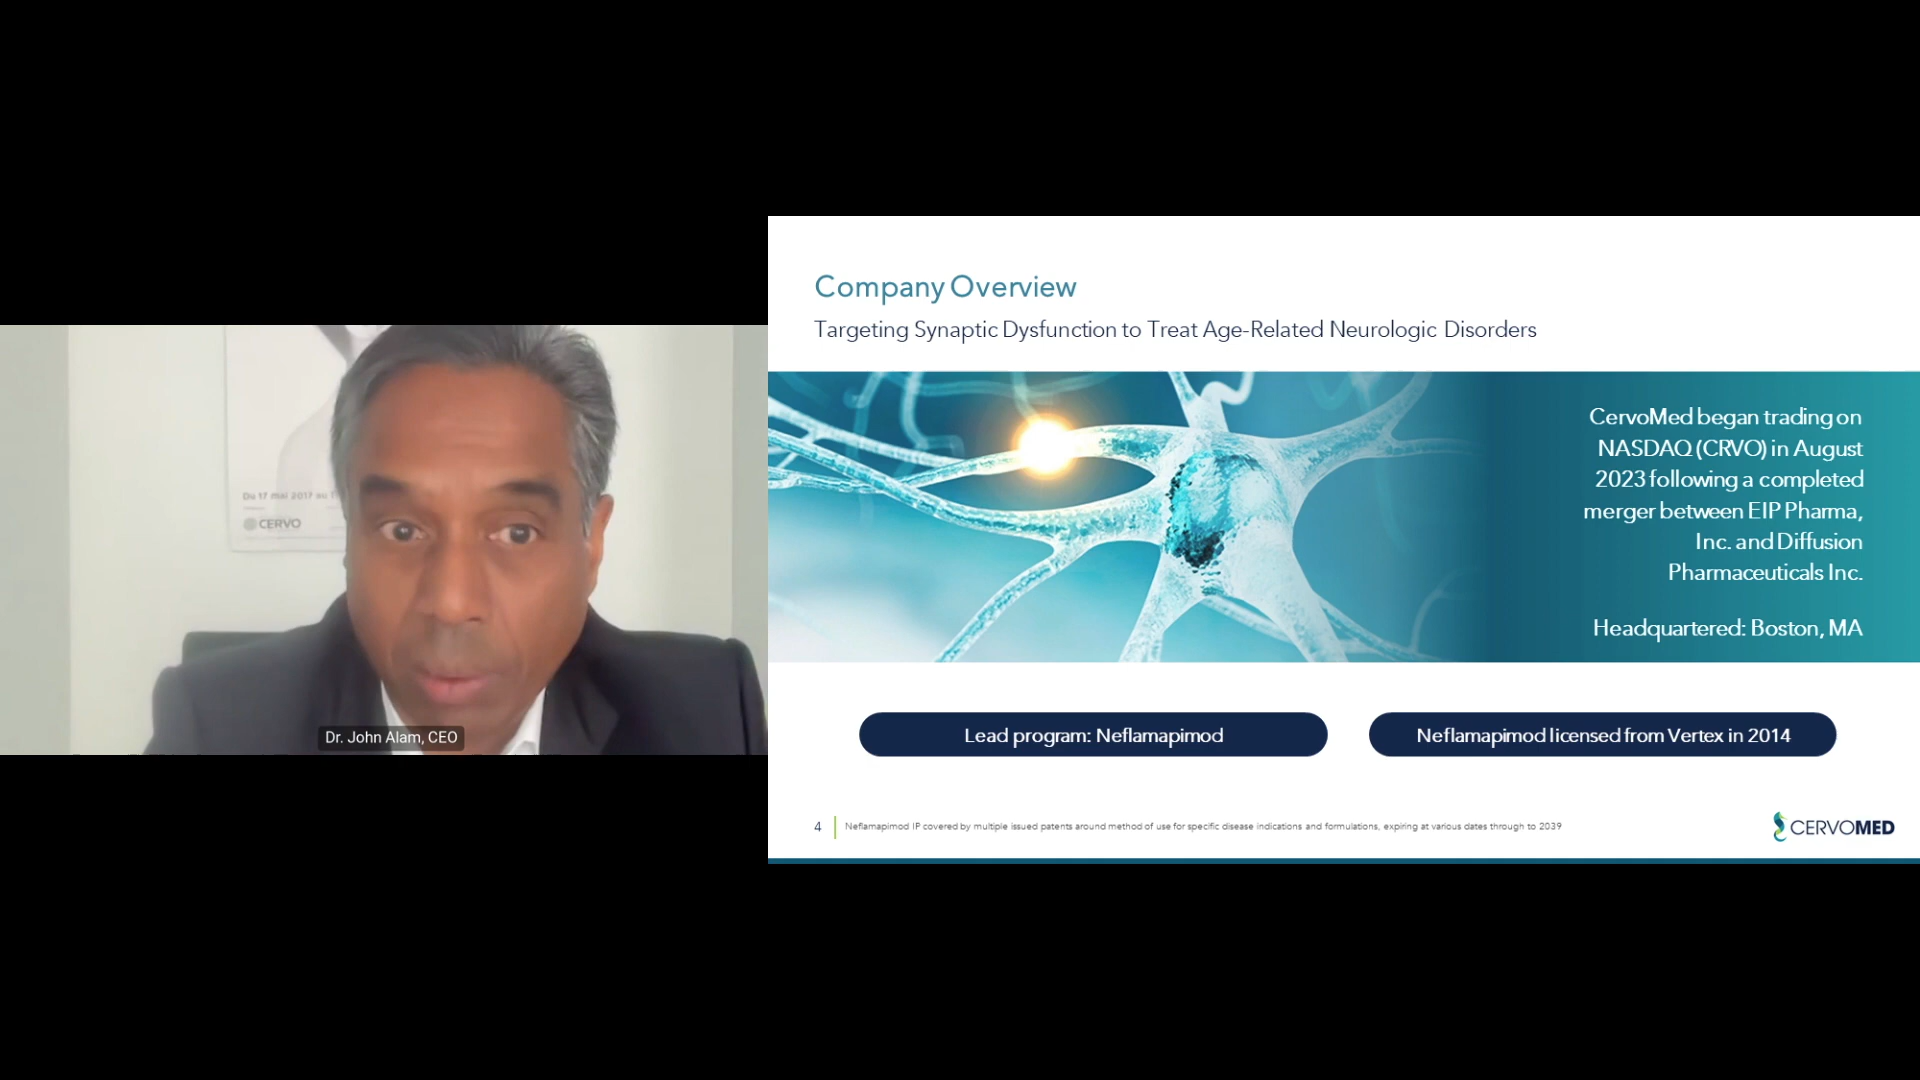 Du 17 mai 2017 au 1
CERVO
Dr. John Alam, CEO
Company Overview
Targeting Synaptic Dysfunction to Treat Age-Related Neurologic Disorders
CervoMed began trading on
NASDAQ (CRVO) in August
2023 following a completed
merger between EIP Pharma,
Inc. and Diffusion
Pharmaceuticals Inc.
Headquartered: Boston, MA
Lead program: Neflamapimod
Neflamapimod licensed from Vertex in 2014
4
Neflamapimod IP covered by multiple issued patents around method of use for specific disease indications and formulations, expiring at various dates through to 2039
CERVOMED